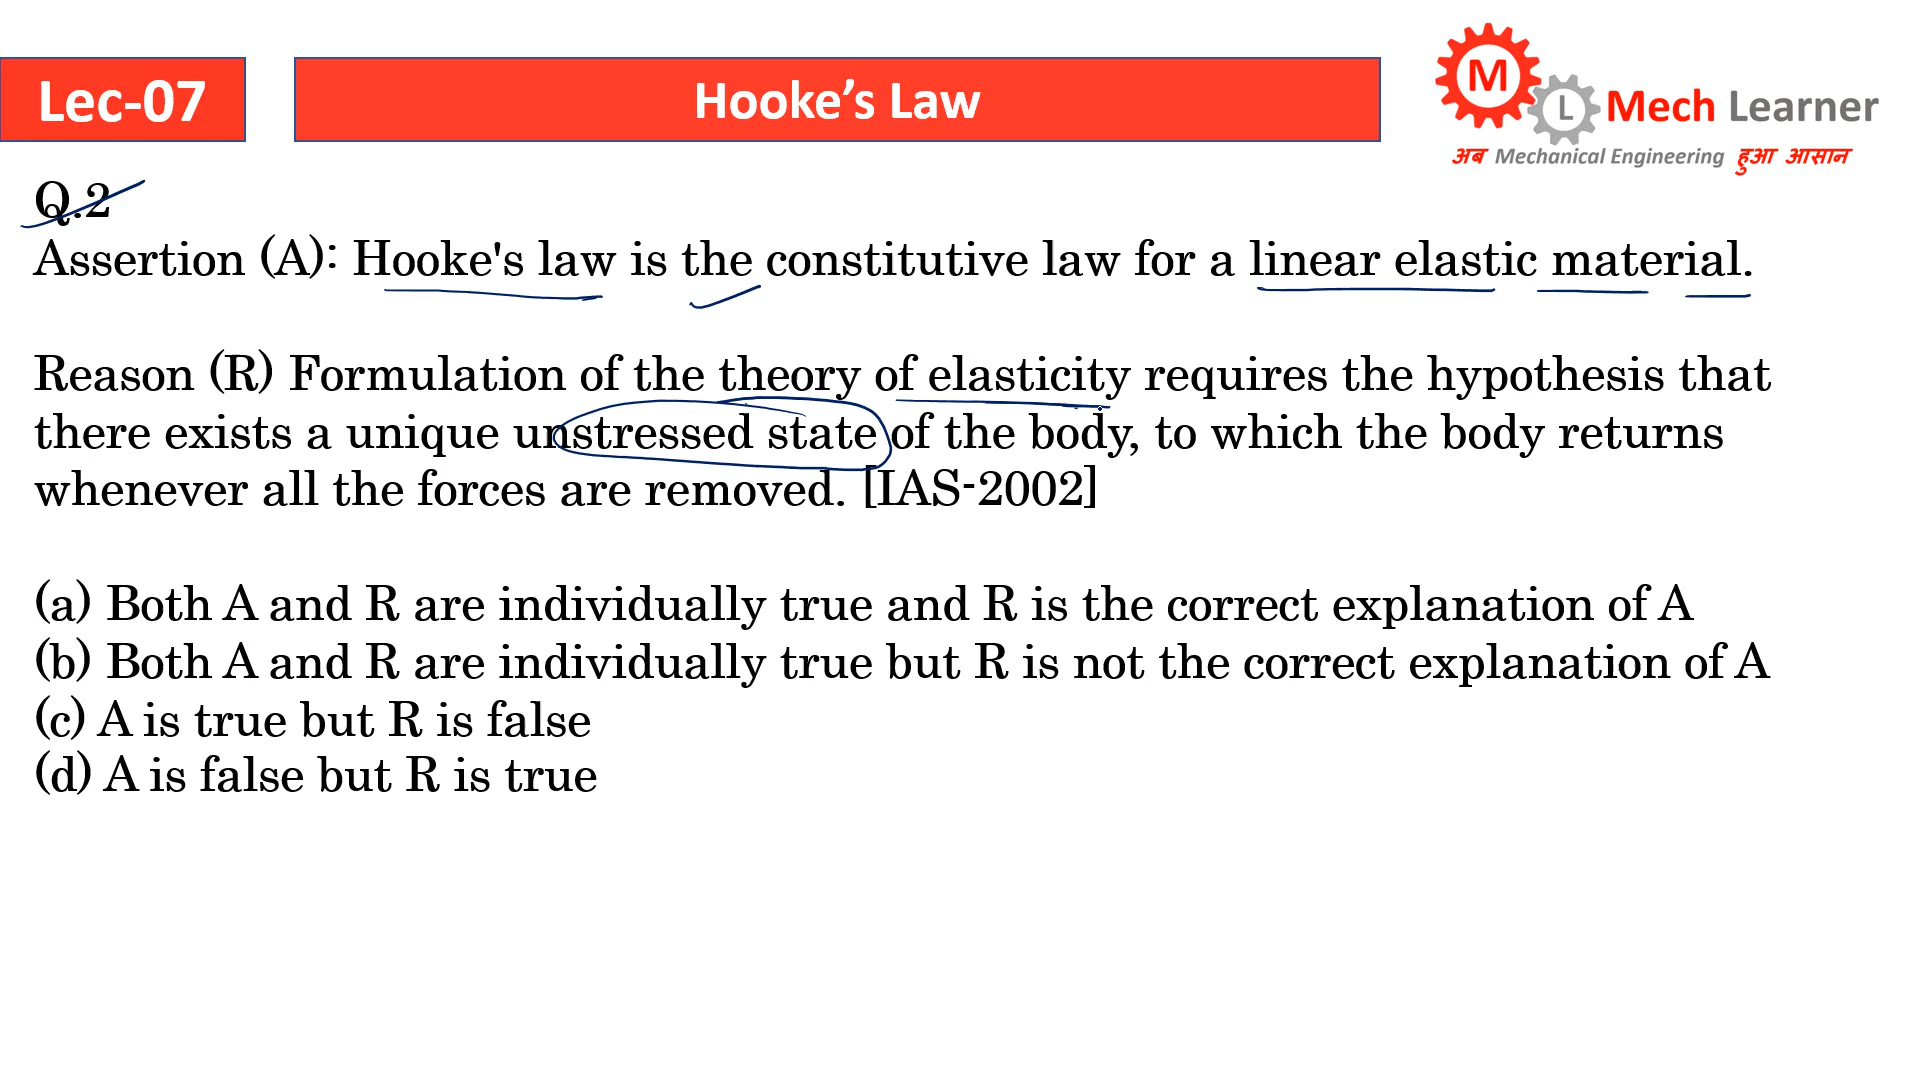 Lec-07
Hooke’s Law
M
L
Mech Learner
अब Mechanical Engineering हुआ आसान
Q.2
Assertion (A): Hooke's law is the constitutive law for a linear elastic material.
Reason (R) Formulation of the theory of elasticity requires the hypothesis that
there exists a unique unstressed state of the body, to which the body returns
whenever all the forces are removed. [IAS-2002]
(a) Both A and R are individually true and R is the correct explanation of A
(b) Both A and R are individually true but R is not the correct explanation of A
(c) A is true but R is false
(d) A is false but R is true